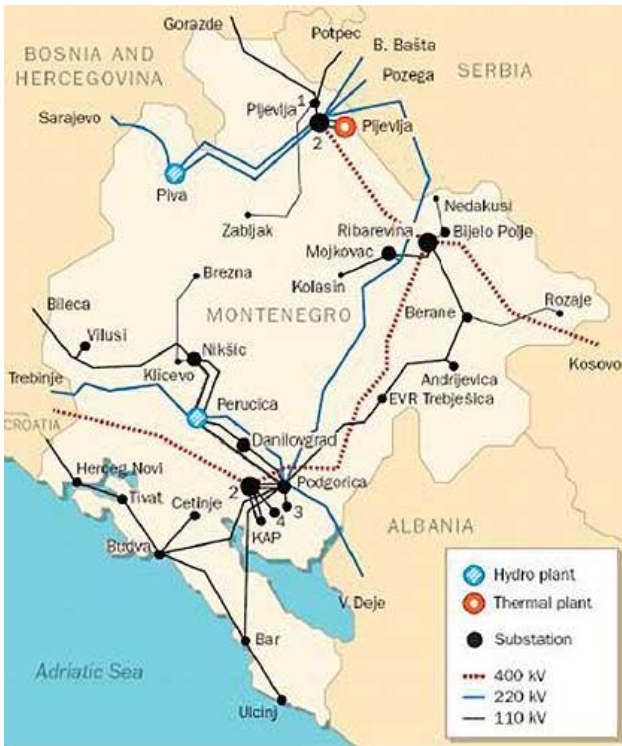 Gorazde
Potpec
B. Bašta
BOSNIA AND
HERCEGOVINA
Pozega
SERBIA
1
Pljevlja
Sarajevo
2
Pljevlja
Piva
Nedakusi
Zabljak
Ribarevina
Bijelo Polje
Mojkovac
Brezna
Kolasin
Bileca
MONTENEGRO
Berane
Rozaje
Vilusi
Nikšic
Kosovo
Klicevo
Andrijevica
Trebinje
Perucica
EVR Trebješica
CROATIA
Danilovgrad
Herceg Novi
2
Podgorica
Tivat
Cetinje
4
3
KAP
ALBANIA
Budva
V. Deje
Bar
Adriatic Sea
Ulcinj
Hydro plant
Thermal plant
Substation
400 kV
220 kV
110 kV